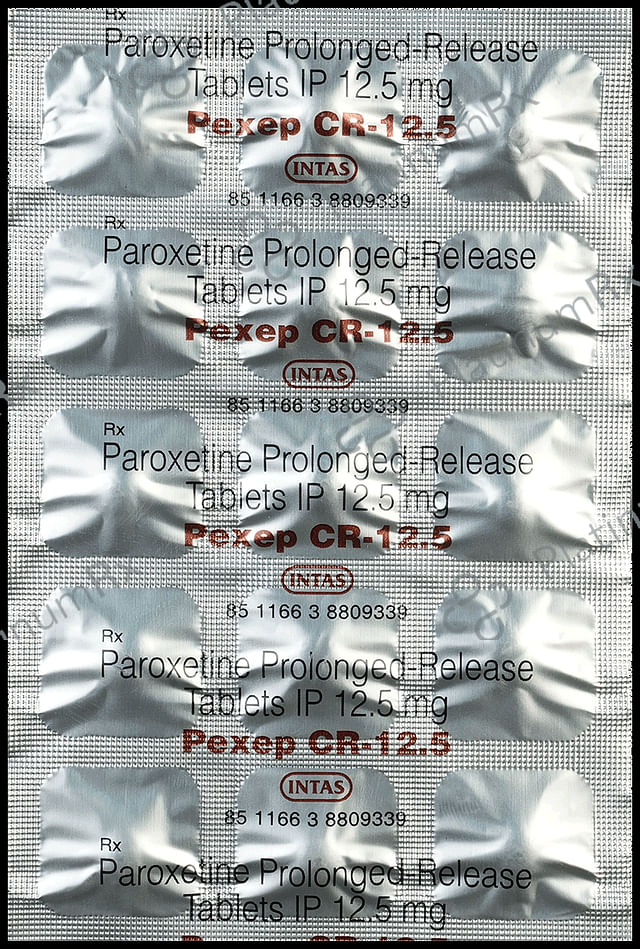 Rx
Paroxetine Prolonged-Release
Tablets IP 12.5 mg
Pexep CR-12.5
INTAS
85 1166 3 8809339
Rx
Paroxetine Prolonged-Release
Tablets IP 12.5 mg
Pexep CR-12.5
INTAS
85 1166 3 8809339
Rx
Paroxetine Prolonged-Release
Tablets IP 12.5 mg
Pexep CR-12.5
INTAS
85 1166 3 8809339
Rx
Paroxetine Prolonged-Release
Tablets IP 12.5 mg
Pexep CR-12.5
INTAS
85 1166 3 8809339
Rx
Paroxetine Prolonged-Release
Tablets IP 12.5 mg